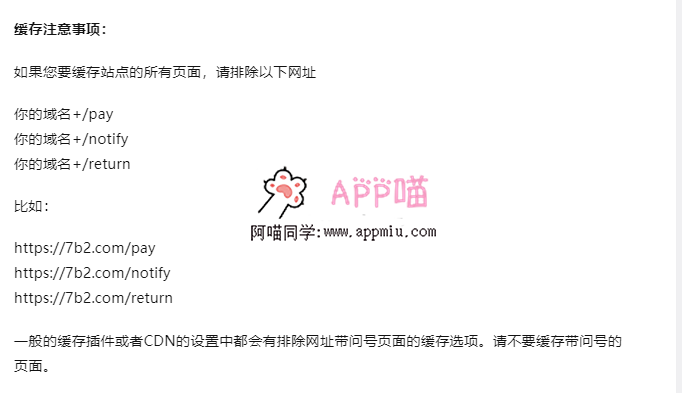 缓存注意事项：
如果您要缓存站点的所有页面，请排除以下网址
你的域名+/pay
你的域名+/notify
你的域名+/return
APP喵
阿喵同学:www.appmiu.com
比如：
https://7b2.com/pay
https://7b2.com/notify
https://7b2.com/return
一般的缓存插件或者CDN的设置中都会有排除网址带问号页面的缓存选项。请不要缓存带问号的
页面。